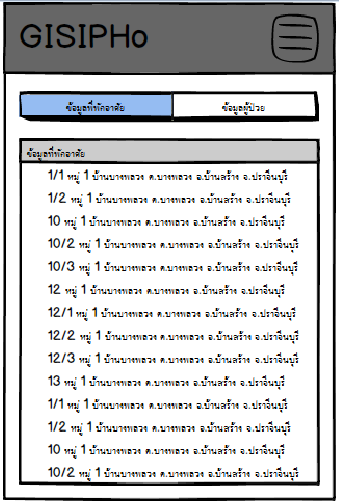 GISIPHo
ข้อมูลที่พักอาศัย ข้อมูลผู้ป่วย
ข้อมูลที่พักอาศัย
1/1 หมู่ 1 บ้านบางพลวง ต.บางพลวง อ.บ้านสร้าง จ.ปราจีนบุรี
1/2 หมู่ 1 บ้านบางพลวง ต.บางพลวง อ.บ้านสร้าง จ.ปราจีนบุรี
10 หมู่ 1 บ้านบางพลวง ต.บางพลวง อ.บ้านสร้าง จ.ปราจีนบุรี
10/2 หมู่ 1 บ้านบางพลวง ต.บางพลวง อ.บ้านสร้าง จ.ปราจีนบุรี
10/3 หมู่ 1 บ้านบางพลวง ต.บางพลวง อ.บ้านสร้าง จ.ปราจีนบุรี
12 หมู่ 1 บ้านบางพลวง ต.บางพลวง อ.บ้านสร้าง จ.ปราจีนบุรี
12/1 หมู่ 1 บ้านบางพลวง ต.บางพลวง อ.บ้านสร้าง จ.ปราจีนบุรี
12/2 หมู่ 1 บ้านบางพลวง ต.บางพลวง อ.บ้านสร้าง จ.ปราจีนบุรี
12/3 หมู่ 1 บ้านบางพลวง ต.บางพลวง อ.บ้านสร้าง จ.ปราจีนบุรี
13 หมู่ 1 บ้านบางพลวง ต.บางพลวง อ.บ้านสร้าง จ.ปราจีนบุรี
1/1 หมู่ 1 บ้านบางพลวง ต.บางพลวง อ.บ้านสร้าง จ.ปราจีนบุรี
1/2 หมู่ 1 บ้านบางพลวง ต.บางพลวง อ.บ้านสร้าง จ.ปราจีนบุรี
10 หมู่ 1 บ้านบางพลวง ต.บางพลวง อ.บ้านสร้าง จ.ปราจีนบุรี
10/2 หมู่ 1 บ้านบางพลวง ต.บางพลวง อ.บ้านสร้าง จ.ปราจีนบุรี